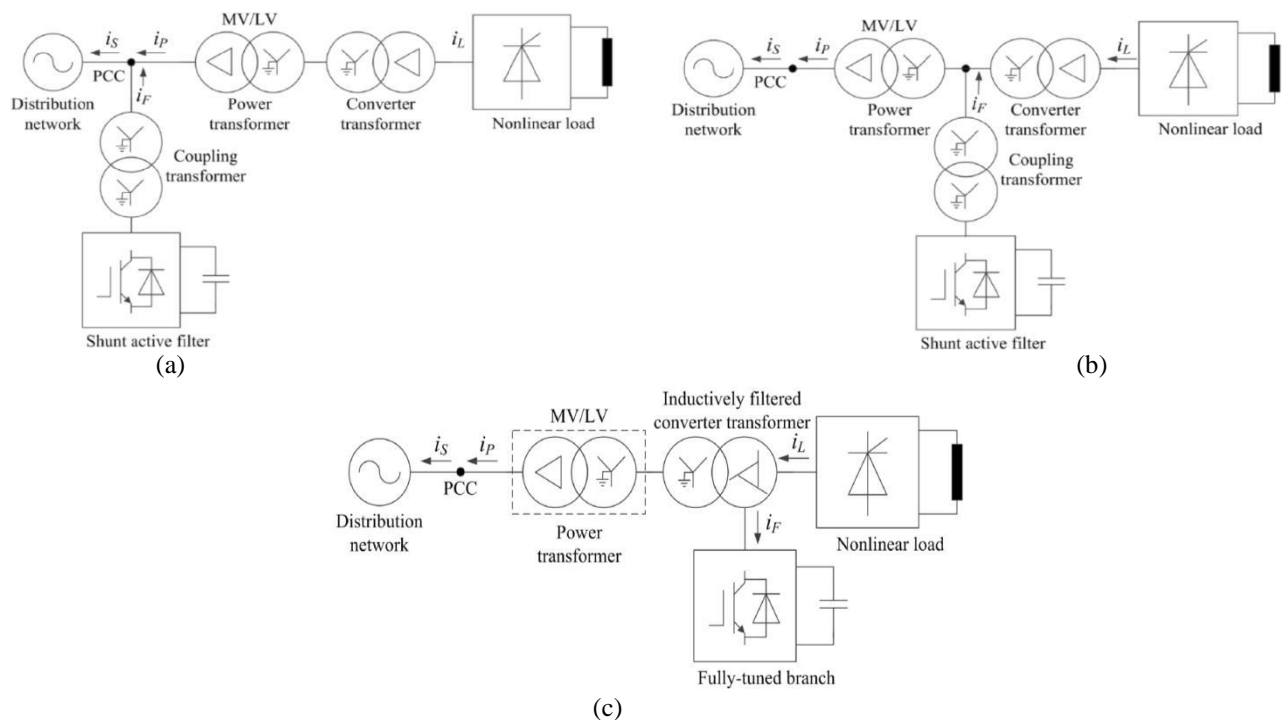 MV/LV
i_S
i_P
i_L
PCC
i_F
Distribution
network
Power
transformer
Converter
transformer
Nonlinear load
Coupling
transformer
Shunt active filter
(a)
MV/LV
i_S
i_P
i_L
PCC
i_F
Distribution
network
Power
transformer
Converter
transformer
Nonlinear load
Coupling
transformer
Shunt active filter
(b)
Inductively filtered
converter transformer
MV/LV
i_S
i_P
i_L
PCC
i_F
Distribution
network
Power
transformer
Nonlinear load
Fully-tuned branch
(c)